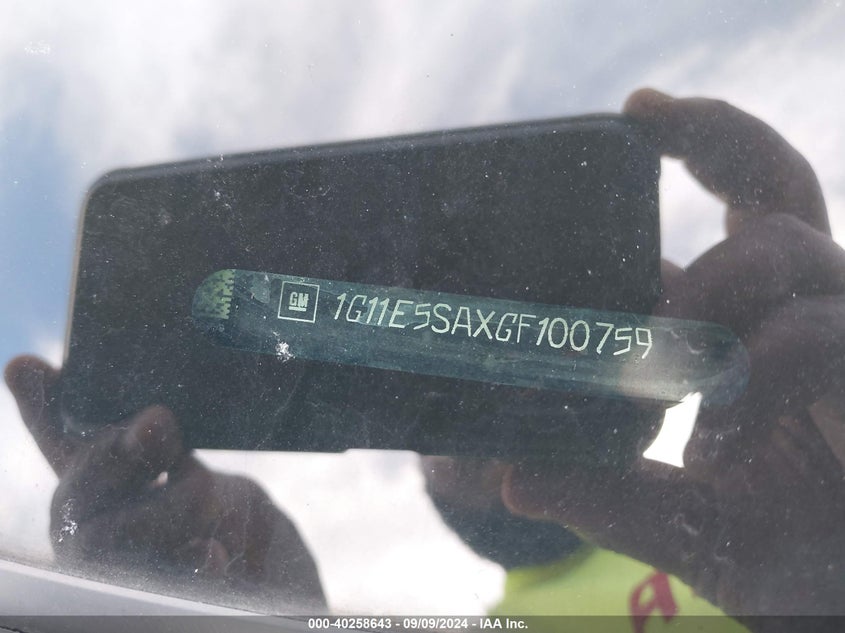 GM 1G11E5SAXGF100759
000-40258643 - 09/09/2024 - IAA Inc.